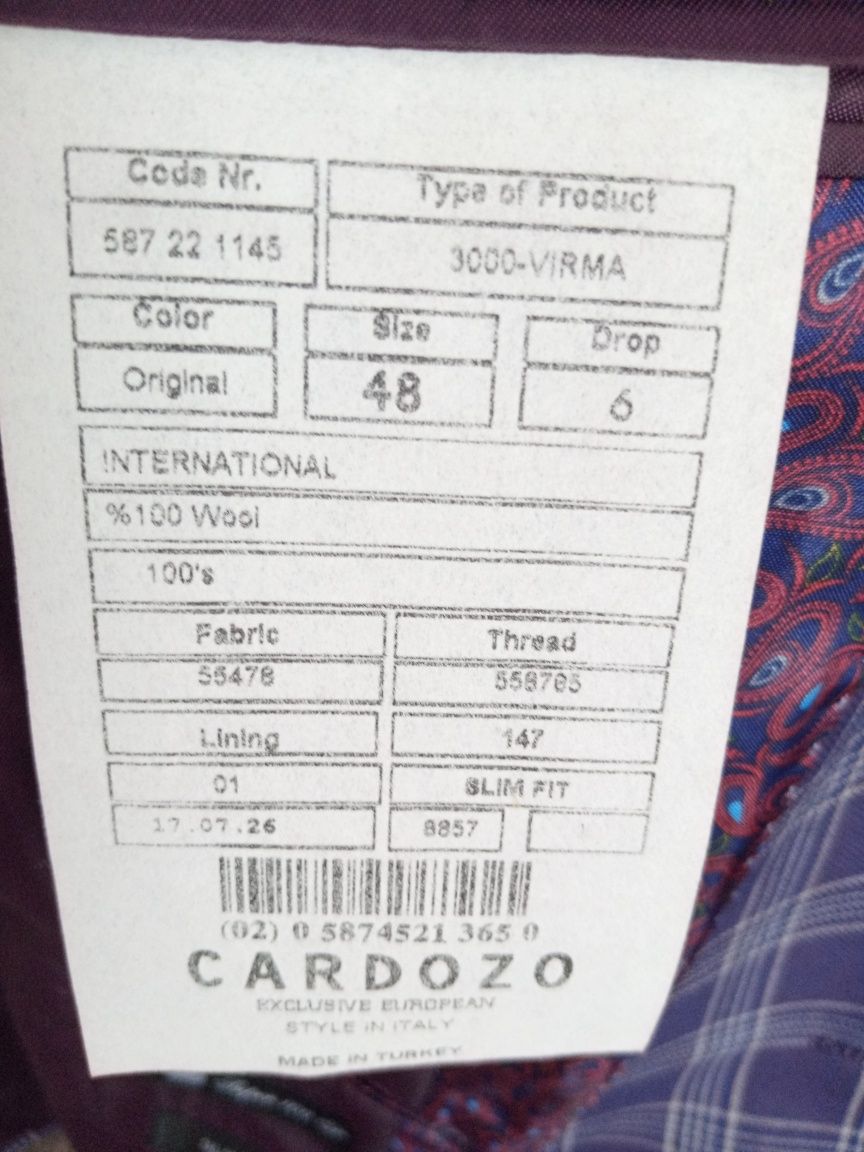 Code Nr.
Type of Product
587 22 1145
3000-VIRMA
Color
Size
Drop
Original
48
6
INTERNATIONAL
%100 Wool
100's
Fabric
Thread
55478
558785
Lining
147
01
SLIM FIT
17.07.26
8857
1
(02) 0 5874521 365 0
CARDOZO
EXCLUSIVE EUROPEAN
STYLE IN ITALY
MADE IN TURKEY